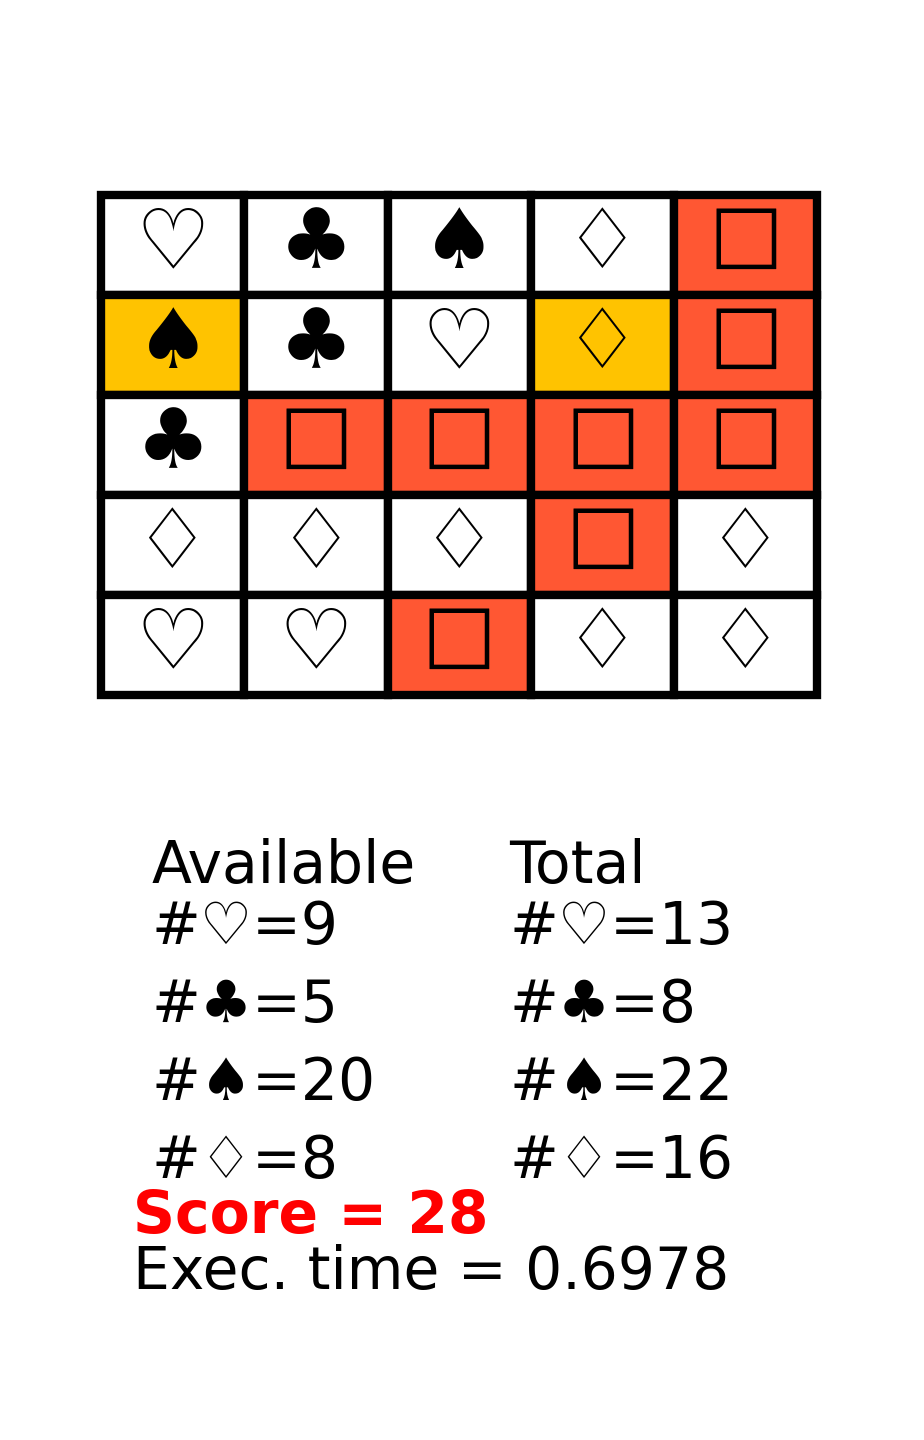 ♡ ♣ ♠ ♢ □
♠ ♣ ♡ ♢ □
♣ □ □ □ □
♢ ♢ ♢ □ ♢
♡ ♡ □ ♢ ♢
Available Total
#♡=9 #♡=13
#♣=5 #♣=8
#♠=20 #♠=22
#♢=8 #♢=16
Score = 28
Exec. time = 0.6978